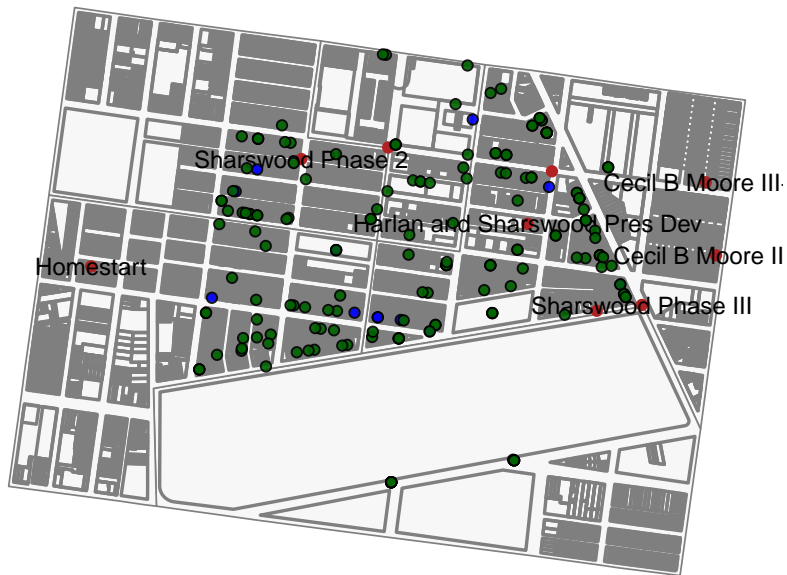 Sharswood Phase 2
Cecil B Moore III-
Harlan and Sharswood Pres Dev
Cecil B Moore II
Homestart
Sharswood Phase III